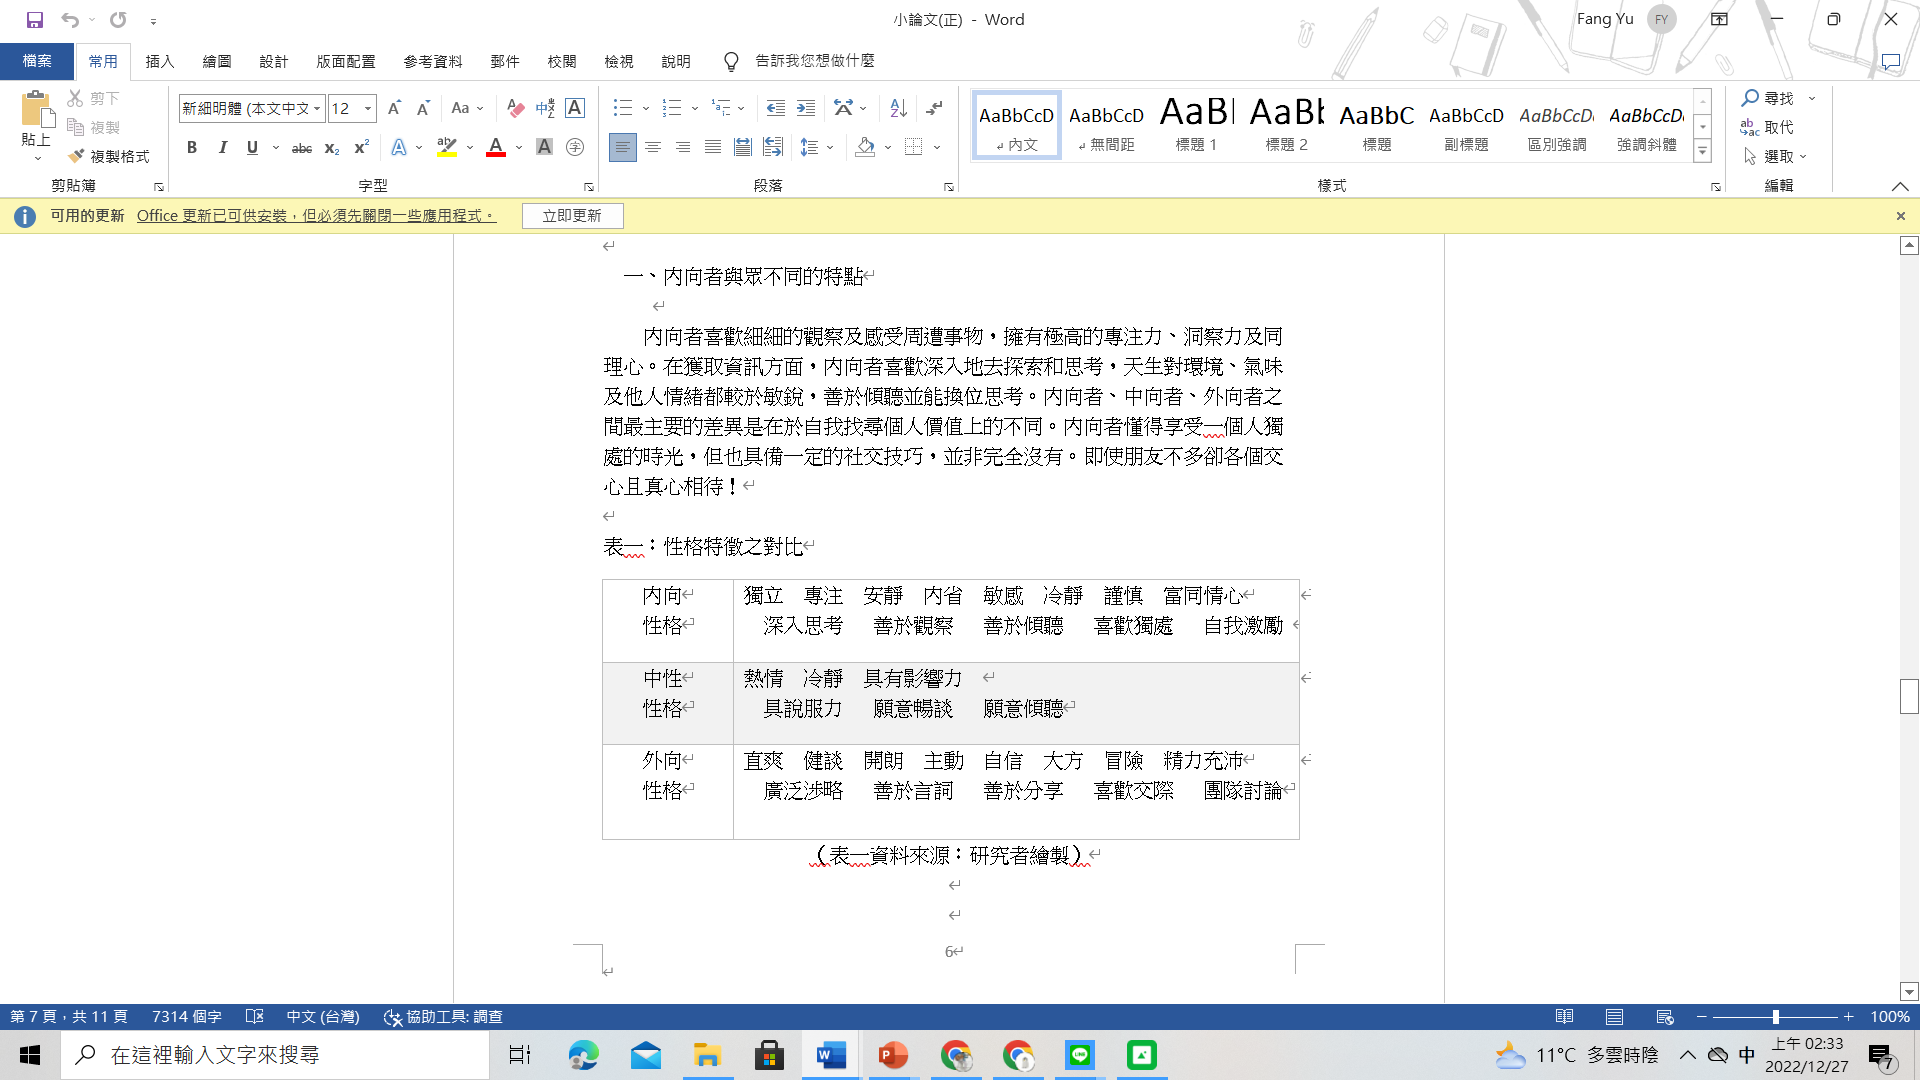 小論文(正) - Word
Fang Yu
FY
檔案 常用 插入 繪圖 設計 版面配置 參考資料 郵件 校閱 檢視 說明 告訴我您想做什麼
貼上
剪下
複製
複製格式
剪貼簿
新細明體 (本文中文
12
字型
段落
AaBbCcD AaBbCcD AaBl AaBb AaBbC AaBbCcD AaBbCcD AaBbCcD
內文 無間距 標題 1 標題 2 標題 副標題 區別強調 強調斜體
樣式
尋找
取代
選取
編輯
可用的更新 Office 更新已可供安裝，但必須先關閉一些應用程式。 立即更新
一、內向者與眾不同的特點
內向者喜歡細細的觀察及感受周遭事物，擁有極高的專注力、洞察力及同
理心。在獲取資訊方面，內向者喜歡深入地去探索和思考，天生對環境、氣味
及他人情緒都較於敏銳，善於傾聽並能換位思考。內向者、中向者、外向者之
間最主要的差異是在於自我找尋個人價值上的不同。內向者懂得享受一個人獨
處的時光，但也具備一定的社交技巧，並非完全沒有。即使朋友不多卻各個交
心且真心相待！
表一：性格特徵之對比
內向 獨立 專注 安靜 內省 敏感 冷靜 謹慎 富同情心
性格 深入思考 善於觀察 善於傾聽 喜歡獨處 自我激勵
中性 熱情 冷靜 具有影響力
性格 具說服力 願意暢談 願意傾聽
外向 直爽 健談 開朗 主動 自信 大方 冒險 精力充沛
性格 廣泛涉略 善於言詞 善於分享 喜歡交際 團隊討論
（表一資料來源：研究者繪製）
6
第 7 頁，共 11 頁 7314 個字 中文 (台灣) 協助工具: 調查 100%
在這裡輸入文字來搜尋
11°C 多雲時陰
中
上午 02:33
2022/12/27
7